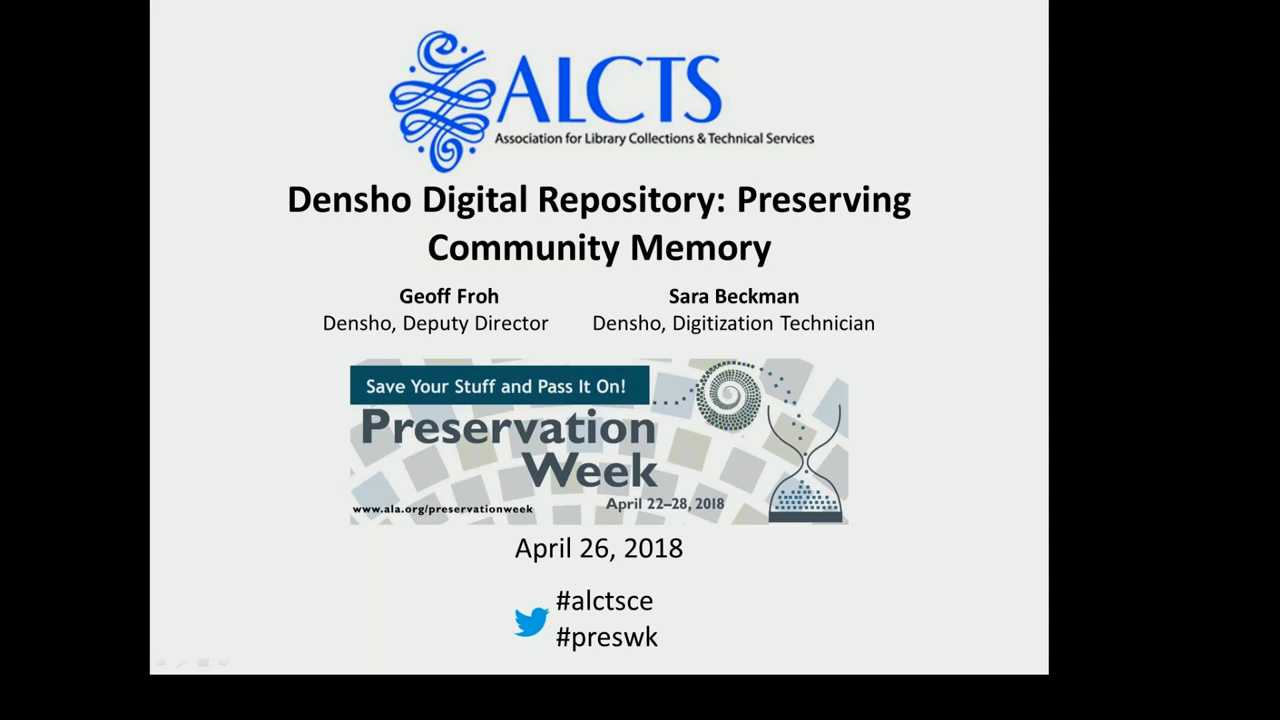 ALCTS
Association for Library Collections & Technical Services
Densho Digital Repository: Preserving
Community Memory
Geoff Froh
Densho, Deputy Director
Sara Beckman
Densho, Digitization Technician
Save Your Stuff and Pass It On!
Preservation
Week
April 22–28, 2018
www.ala.org/preservationweek
April 26, 2018
#alctsce
#preswk